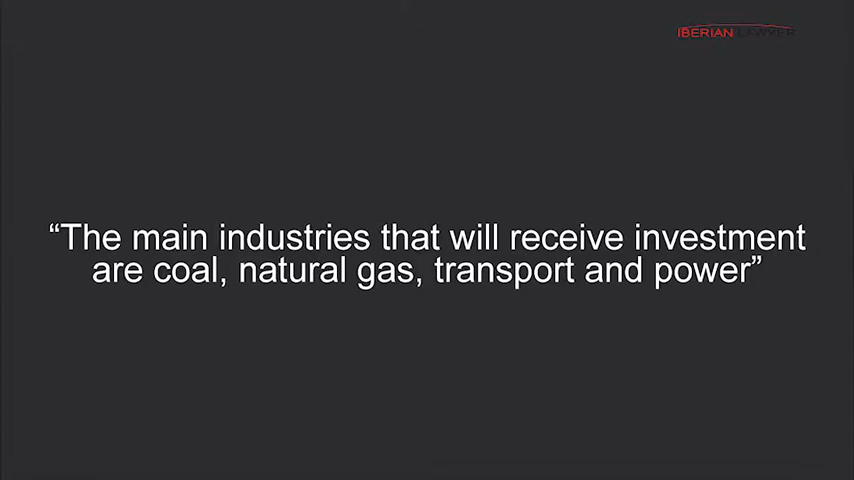 IBERIAN LAWYER
“The main industries that will receive investment
are coal, natural gas, transport and power”